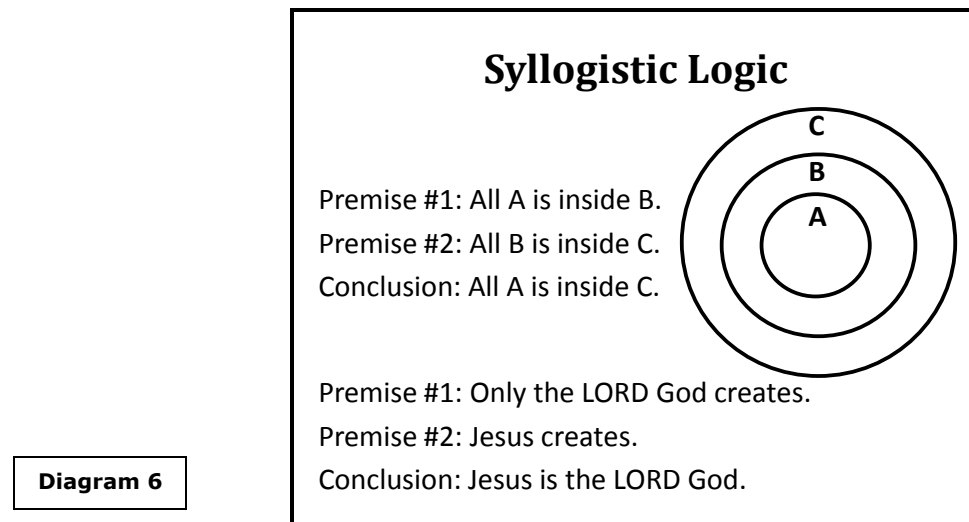 Syllogistic Logic
C
B
A
Premise #1: All A is inside B.
Premise #2: All B is inside C.
Conclusion: All A is inside C.
Premise #1: Only the LORD God creates.
Premise #2: Jesus creates.
Conclusion: Jesus is the LORD God.
Diagram 6